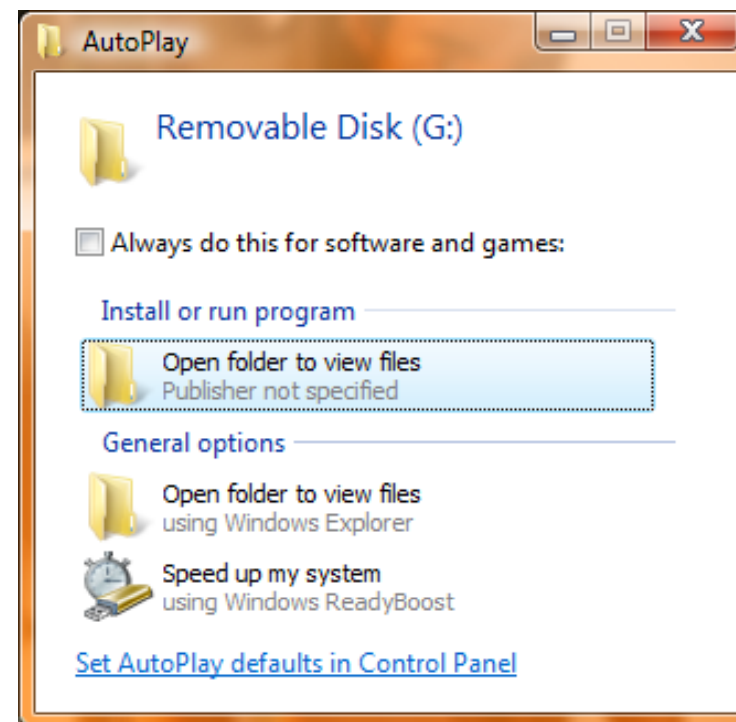 AutoPlay
Removable Disk (G:)
Always do this for software and games:
Install or run program
Open folder to view files
Publisher not specified
General options
Open folder to view files
using Windows Explorer
Speed up my system
using Windows ReadyBoost
Set AutoPlay defaults in Control Panel